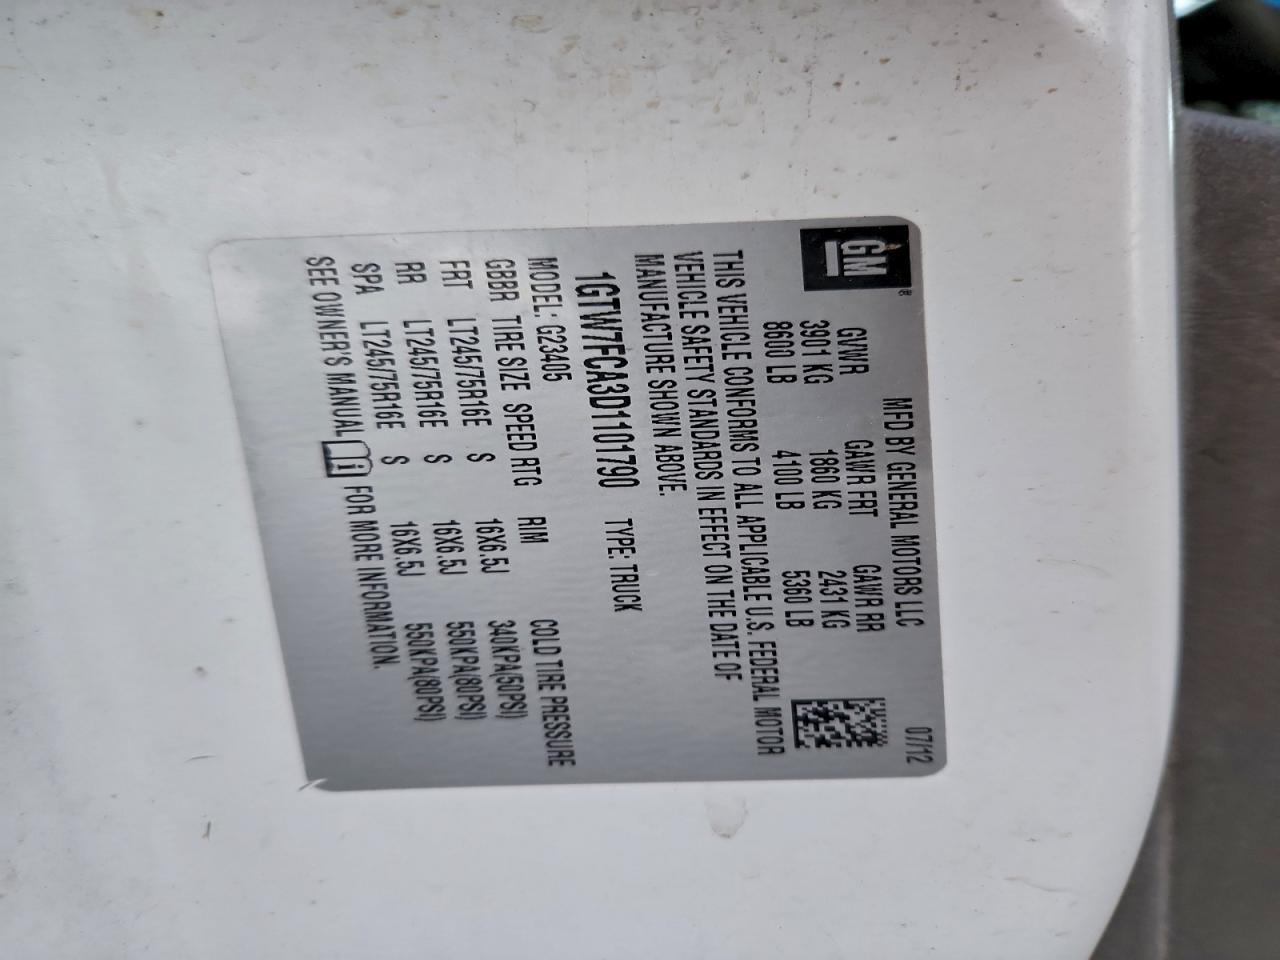 GM®
MFD BY GENERAL MOTORS LLC 07/12
GVWR GAWR FRT GAWR RR
3901 KG 1860 KG 2431 KG
8600 LB 4100 LB 5360 LB
THIS VEHICLE CONFORMS TO ALL APPLICABLE U.S. FEDERAL MOTOR
VEHICLE SAFETY STANDARDS IN EFFECT ON THE DATE OF
MANUFACTURE SHOWN ABOVE.
1GTW7FCA3D1101790 TYPE: TRUCK
MODEL: G23405
GBBR TIRE SIZE SPEED RTG RIM COLD TIRE PRESSURE
FRT LT245/75R16E S 16X6.5J 340KPA(50PSI)
RR LT245/75R16E S 16X6.5J 550KPA(80PSI)
SPA LT245/75R16E S 16X6.5J 550KPA(80PSI)
SEE OWNER'S MANUAL i FOR MORE INFORMATION.